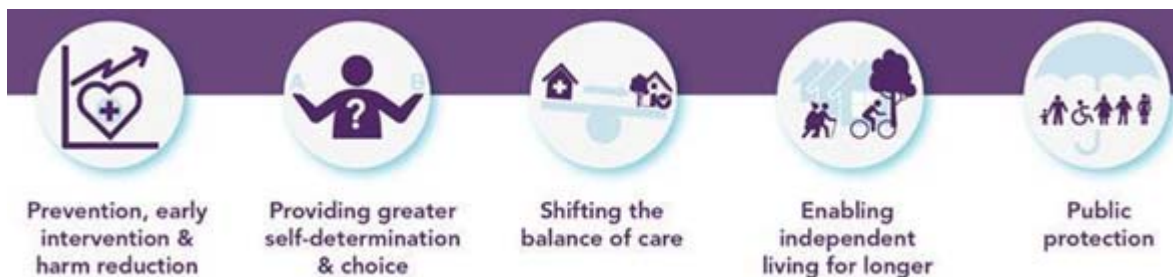 A
B
?
Prevention, early
intervention &
harm reduction
Providing greater
self-determination
& choice
Shifting the
balance of care
Enabling
independent
living for longer
Public
protection